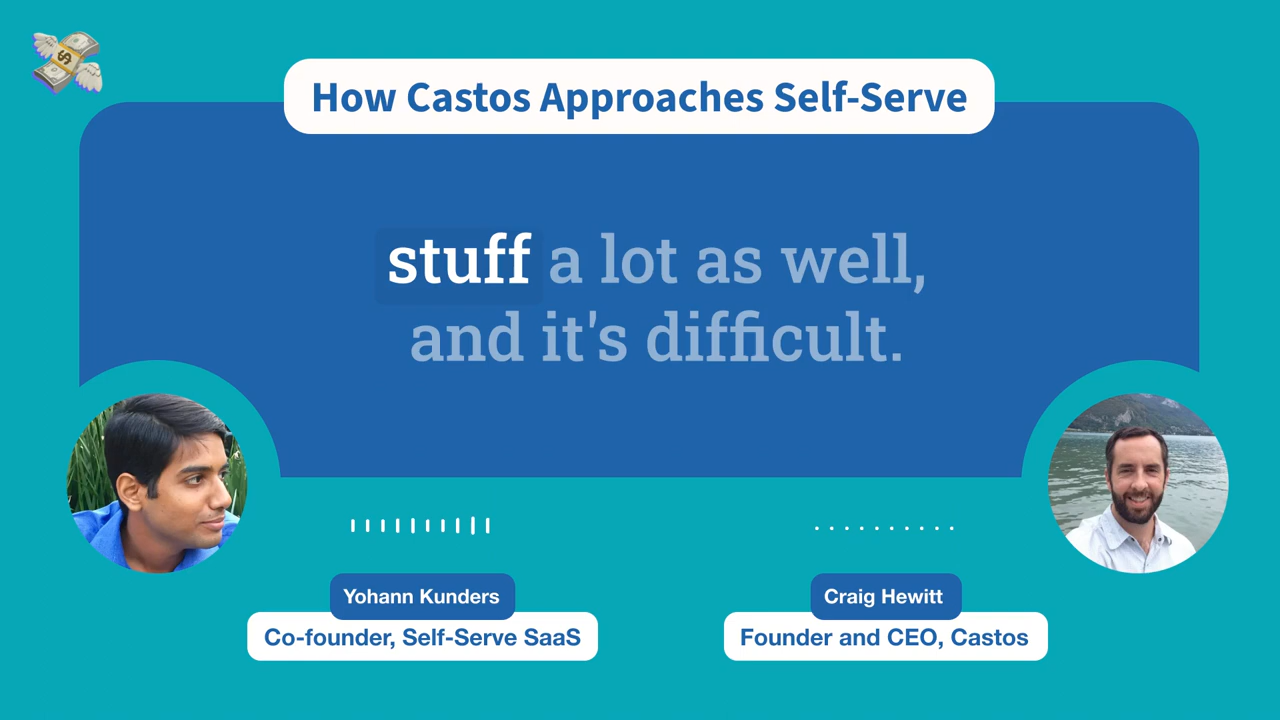 How Castos Approaches Self-Serve
stuff a lot as well,
and it's difficult.
Yohann Kunders
Co-founder, Self-Serve SaaS
Craig Hewitt
Founder and CEO, Castos